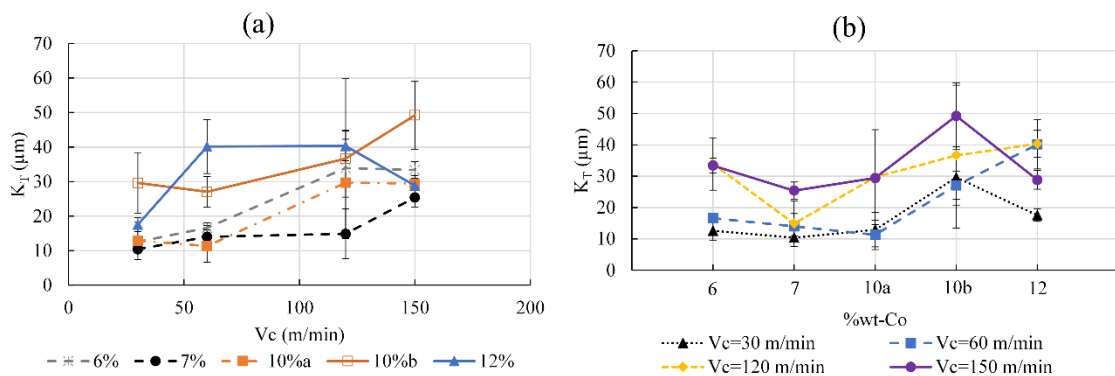 (a)
70
60
50
40
30
20
10
0
K_T (µm)
0 50 100 150 200
Vc (m/min)
6% 7% 10%a 10%b 12%
(b)
70
60
50
40
30
20
10
0
K_T (µm)
6 7 10a 10b 12
%wt-Co
Vc=30 m/min Vc=60 m/min
Vc=120 m/min Vc=150 m/min